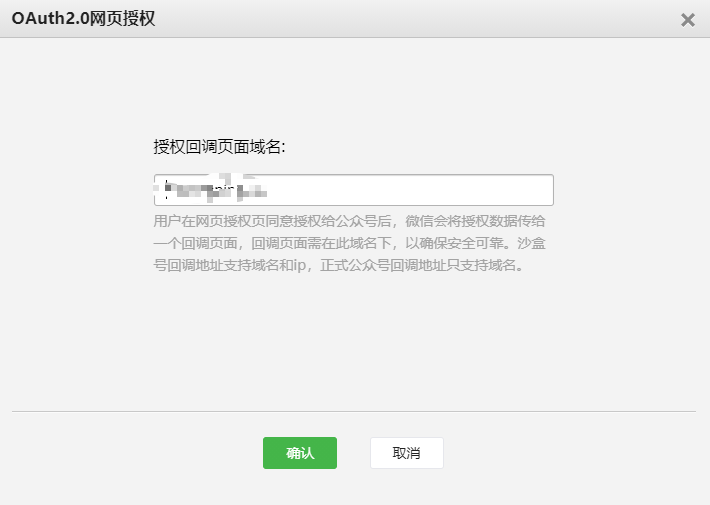 OAuth2.0网页授权
授权回调页面域名:
用户在网页授权页同意授权给公众号后，微信会将授权数据传给
一个回调页面，回调页面需在此域名下，以确保安全可靠。沙盒
号回调地址支持域名和ip，正式公众号回调地址只支持域名。
确认
取消